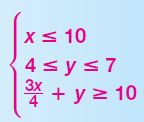 x ≤ 10
4 ≤ y ≤ 7
3x/4 + y ≥ 10